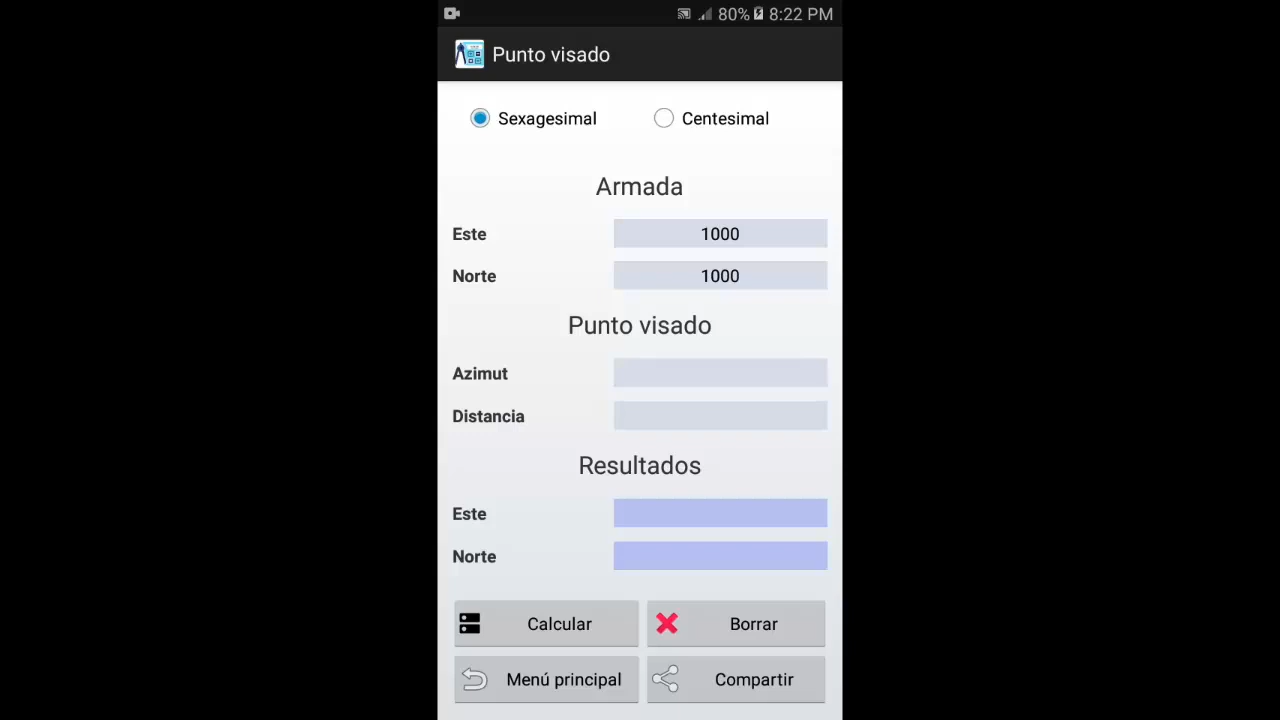 80% 8:22 PM
Punto visado
Sexagesimal Centesimal
Armada
Este 1000
Norte 1000
Punto visado
Azimut
Distancia
Resultados
Este
Norte
Calcular Borrar
Menú principal Compartir